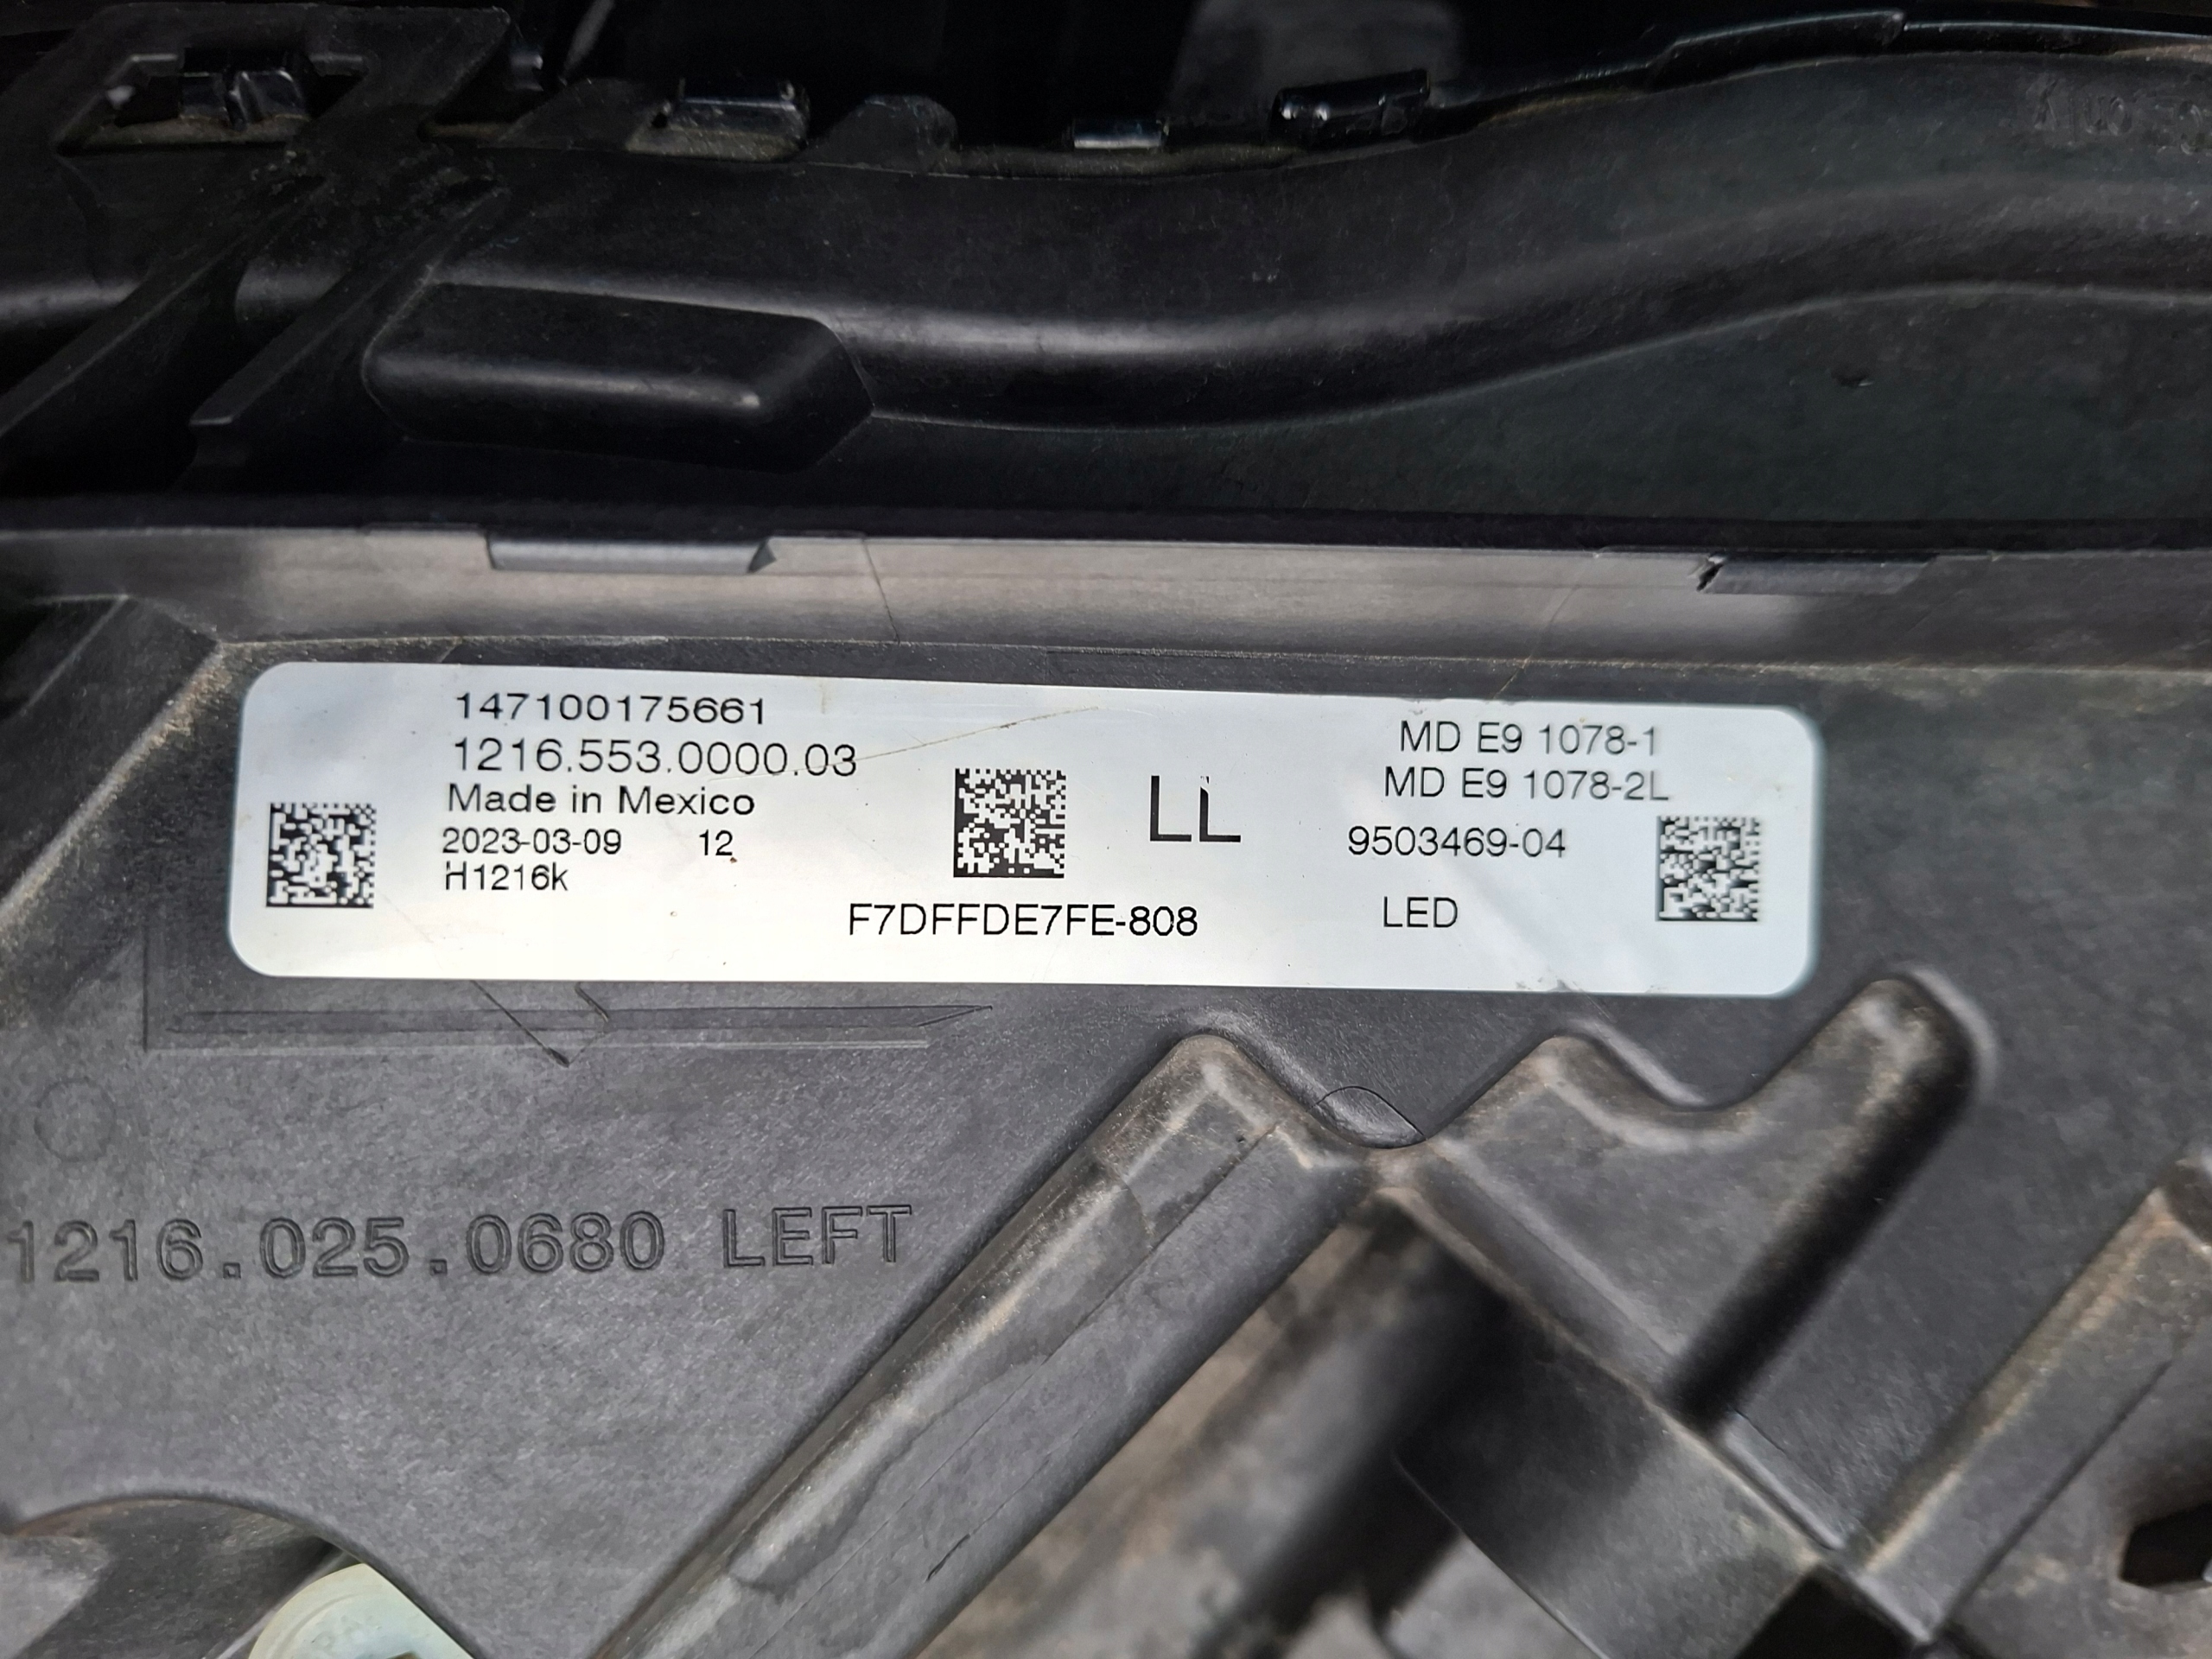 147100175661
1216.553.0000.03
Made in Mexico
2023-03-09 12
H1216k
LL
F7DFFDE7FE-808
MD E9 1078-1
MD E9 1078-2L
9503469-04
LED
1216.025.0680 LEFT